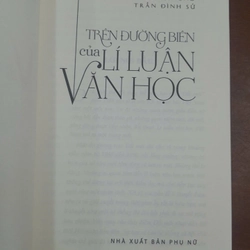 TRẦN ĐÌNH SỬ
TRÊN ĐƯỜNG BIÊN
của LÍ LUẬN
VĂN HỌC
NHÀ XUẤT BẢN PHỤ NỮ